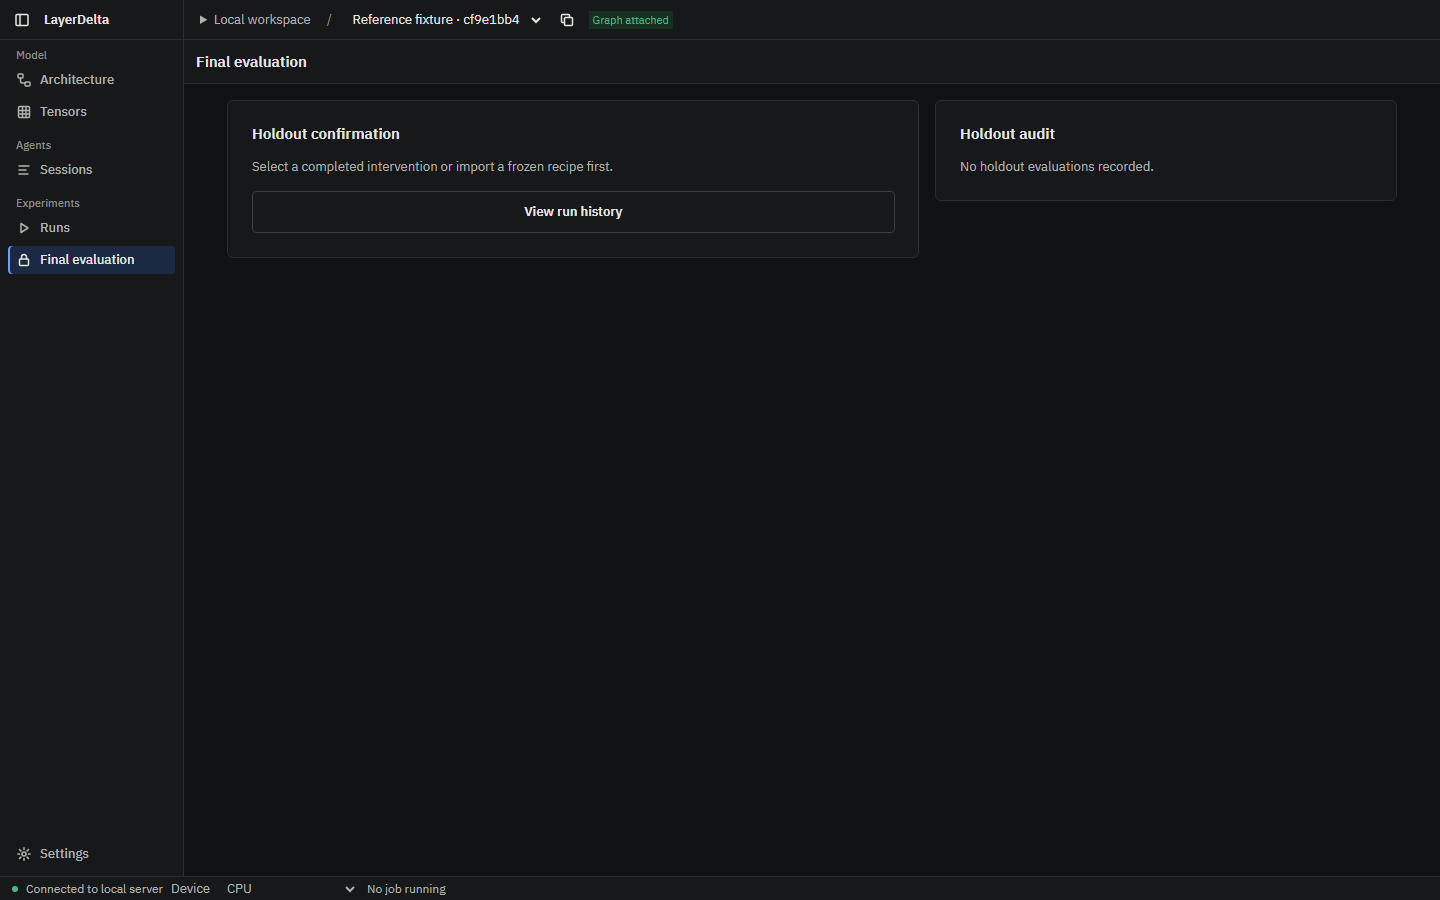 LayerDelta
Local workspace / Reference fixture · cf9e1bb4
Graph attached
Model
Architecture
Tensors
Agents
Sessions
Experiments
Runs
Final evaluation
Settings
Final evaluation
Holdout confirmation
Select a completed intervention or import a frozen recipe first.
View run history
Holdout audit
No holdout evaluations recorded.
Connected to local server Device CPU No job running